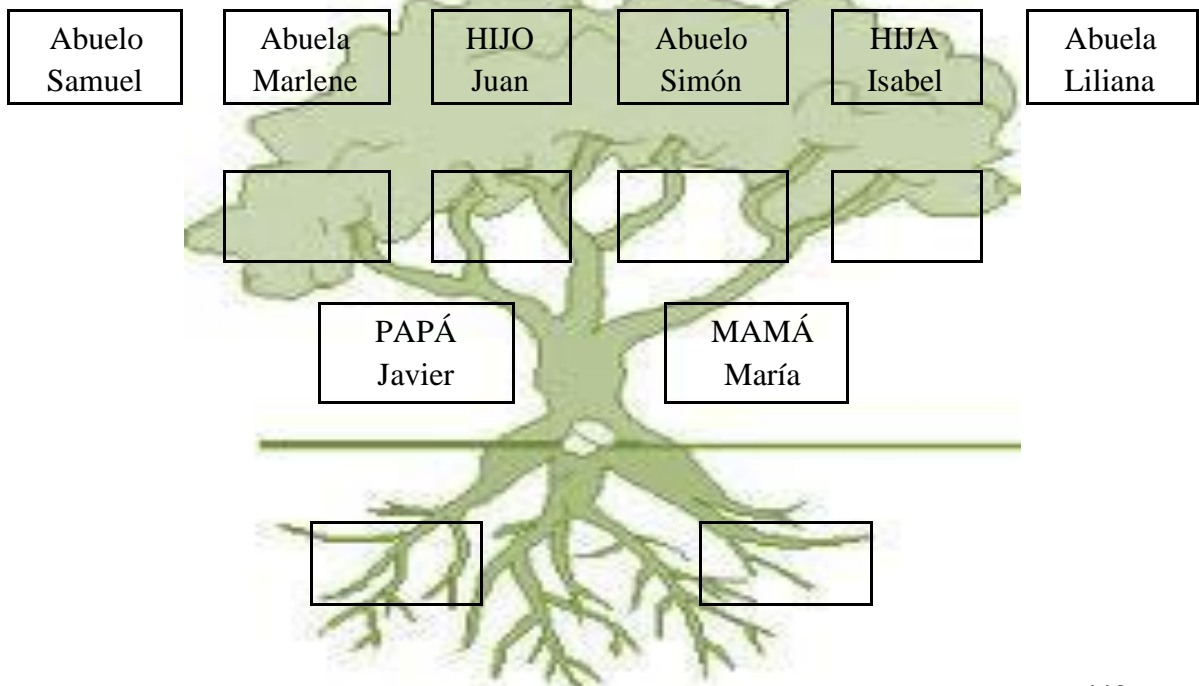 Abuelo
Samuel
Abuela
Marlene
HIJO
Juan
Abuelo
Simón
HIJA
Isabel
Abuela
Liliana
PAPÁ
Javier
MAMÁ
María